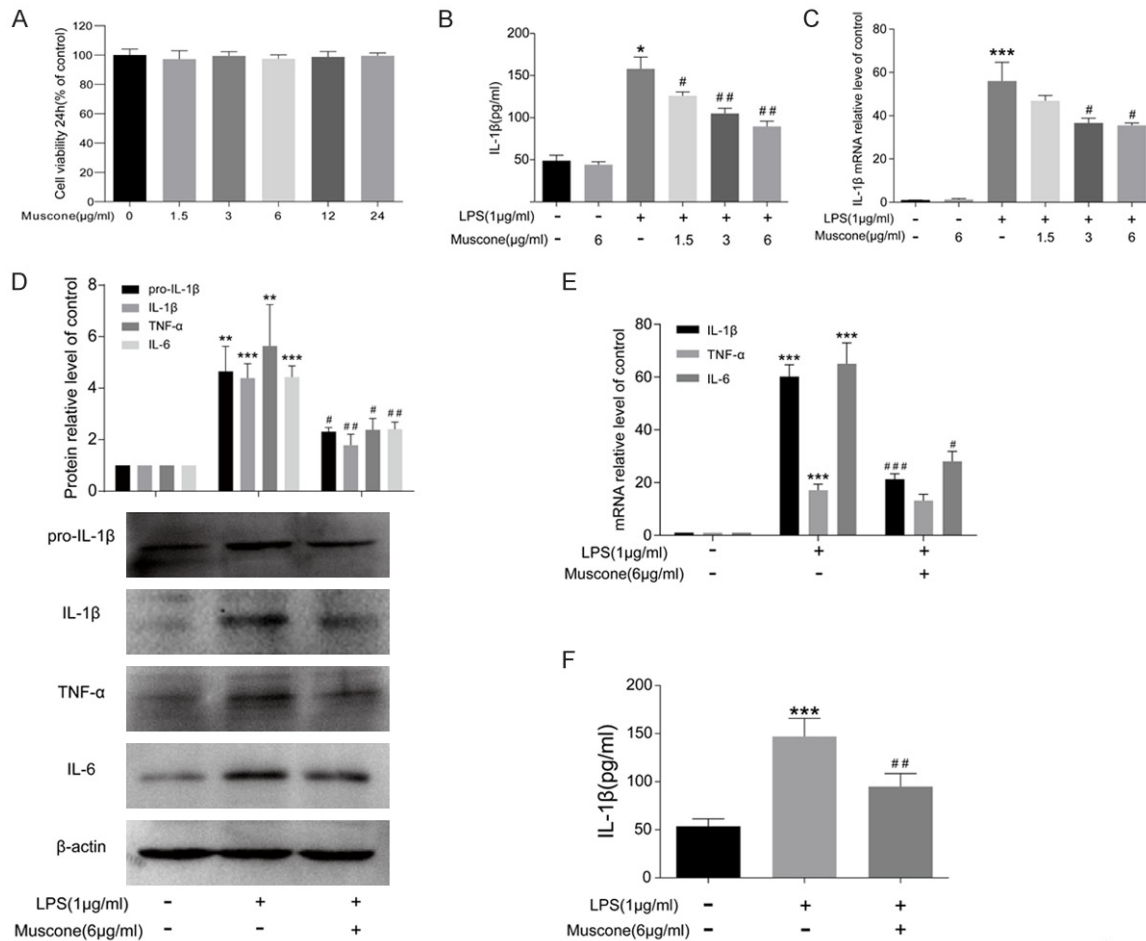 A
Cell viability 24h(% of control)
120
100
80
60
40
20
0
Muscone(μg/ml) 0 1.5 3 6 12 24
B
IL-1β(pg/ml)
200
150
100
50
0
* # ## ##
LPS(1μg/ml) - - + + + +
Muscone(μg/ml) - 6 - 1.5 3 6
C
IL-1β mRNA relative level of control
80
60
40
20
0
*** # #
LPS(1μg/ml) - - + + + +
Muscone(μg/ml) - 6 - 1.5 3 6
D
Protein relative level of control
8
6
4
2
0
pro-IL-1β
IL-1β
TNF-α
IL-6
** *** ** ***
# ## # ##
pro-IL-1β
IL-1β
TNF-α
IL-6
β-actin
LPS(1μg/ml) - + +
Muscone(6μg/ml) - - +
E
mRNA relative level of control
80
60
40
20
0
IL-1β
TNF-α
IL-6
*** *** ***
### #
LPS(1μg/ml) - + +
Muscone(6μg/ml) - - +
F
IL-1β(pg/ml)
200
150
100
50
0
*** ##
LPS(1μg/ml) - + +
Muscone(6μg/ml) - - +